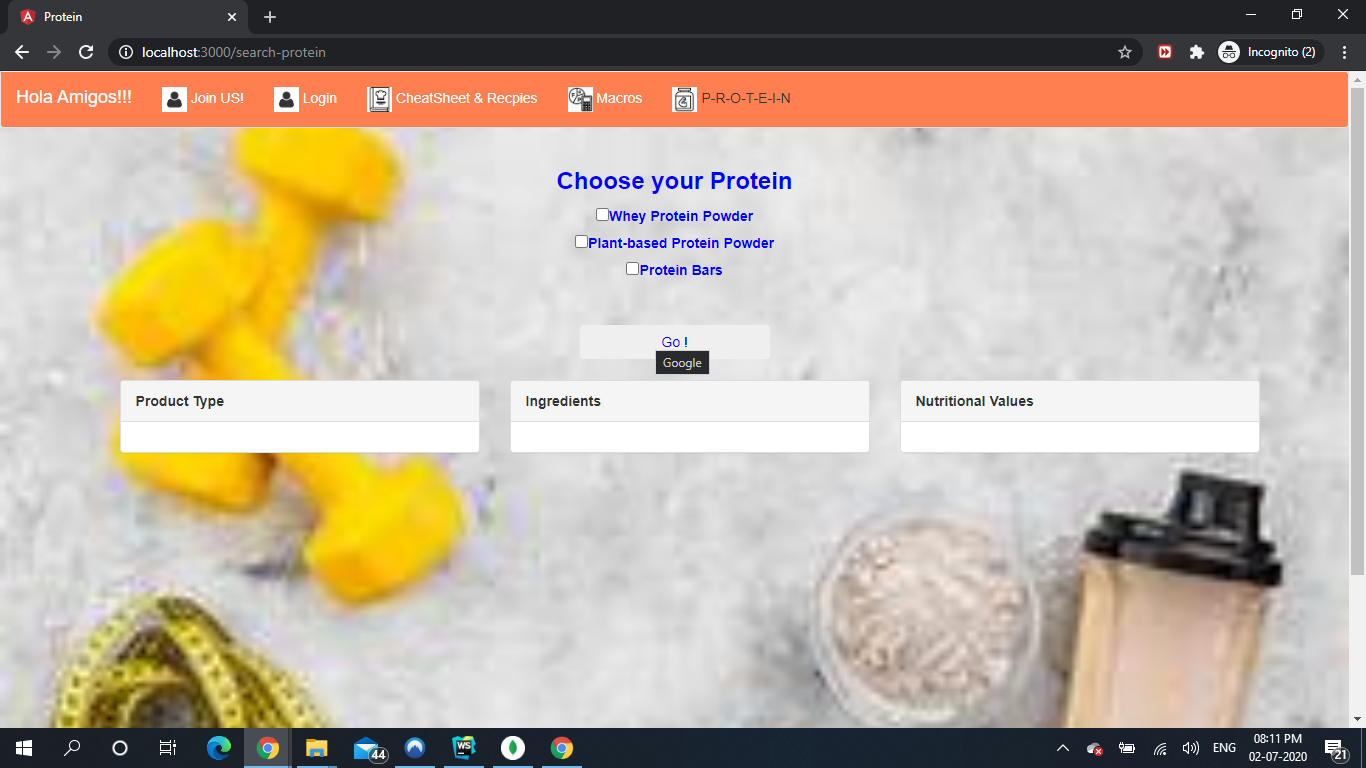 Protein
localhost:3000/search-protein
Incognito (2)
Hola Amigos!!! Join US! Login CheatSheet & Recpies Macros P-R-O-T-E-I-N
Choose your Protein
Whey Protein Powder
Plant-based Protein Powder
Protein Bars
Go !
Google
Product Type
Ingredients
Nutritional Values
44
WS
ENG
08:11 PM
02-07-2020
21